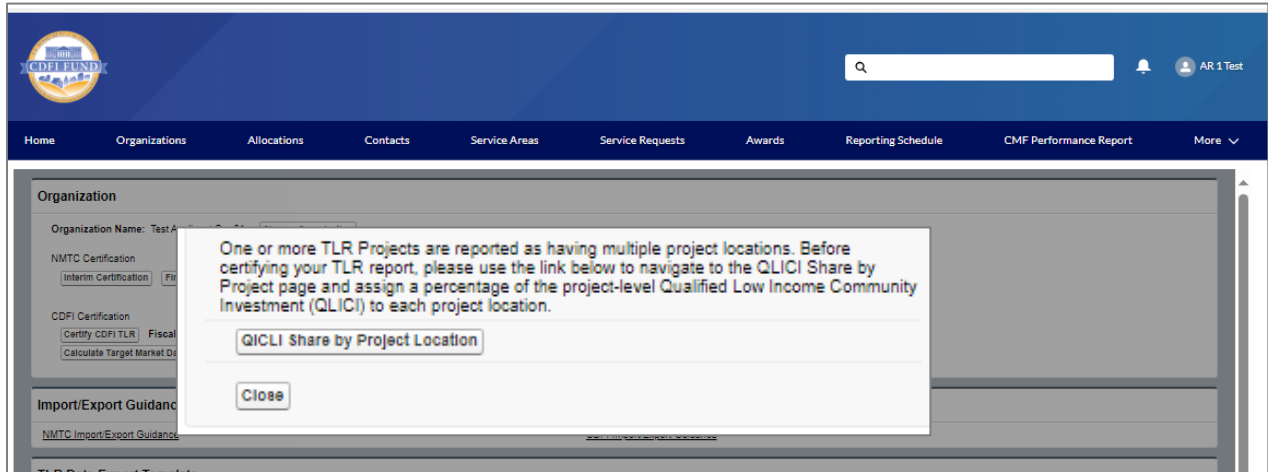 CDFI FUND
AR 1 Test
Home Organizations Allocations Contacts Service Areas Service Requests Awards Reporting Schedule CMF Performance Report More
Organization
Organization Name: Test
NMTC Certification
Interim Certification
CDFI Certification
Certify CDFI TLR Fiscal
Calculate Target Market Da
One or more TLR Projects are reported as having multiple project locations. Before
certifying your TLR report, please use the link below to navigate to the QLICI Share by
Project page and assign a percentage of the project-level Qualified Low Income Community
Investment (QLICI) to each project location.
QICLI Share by Project Location
Close
Import/Export Guidanc
NMTC Import/Export Guidance